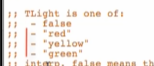 ;; TLight is one of:
;; - false
;; - "red"
;; - "yellow"
;; - "green"
;; interp. false means th